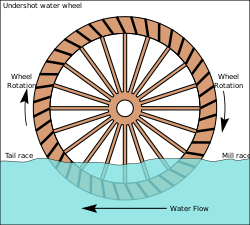 Undershot water wheel
Wheel
Rotation
Wheel
Rotation
Tail race
Mill race
Water Flow